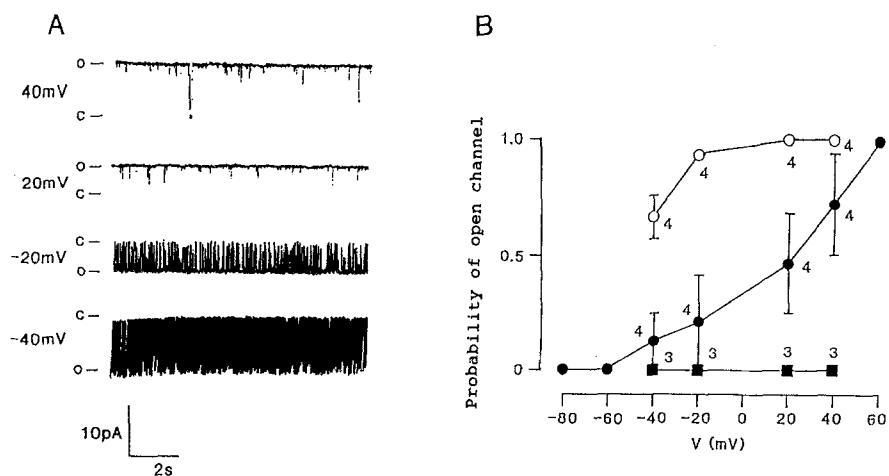 A
O —
40mV
C —
O —
20mV
C —
C —
-20mV
O —
C —
-40mV
O —
10pA
2s
B
Probability of open channel
1.0
0.5
0
4
4
4
4
4
4
4
4
3
3
3
3
-80 -60 -40 -20 0 20 40 60
V (mV)